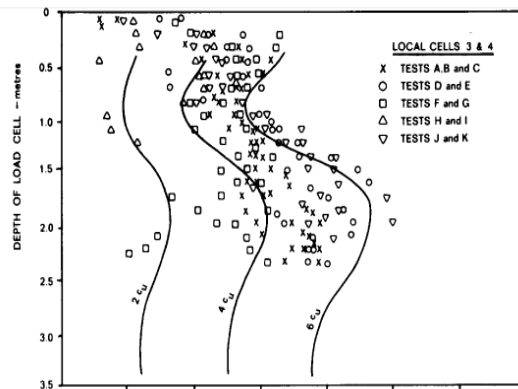 0
0.5
1.0
1.5
2.0
2.5
3.0
3.5
DEPTH OF LOAD CELL – metres
LOCAL CELLS 3 & 4
X TESTS A,B and C
O TESTS D and E
□ TESTS F and G
△ TESTS H and I
▽ TESTS J and K
2 cu
4 cu
6 cu